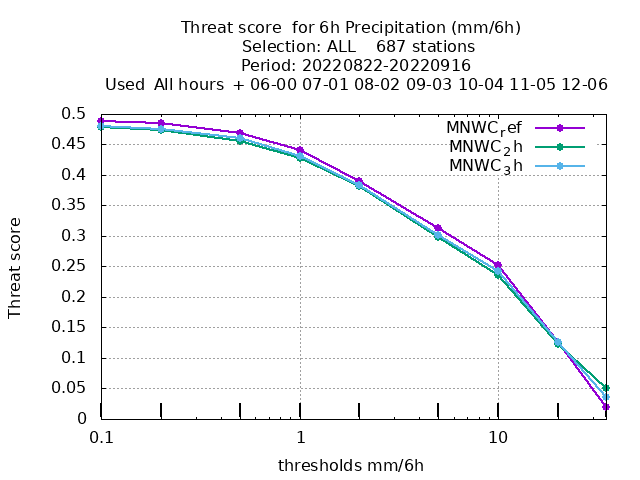 Threat score  for 6h Precipitation (mm/6h)
Selection: ALL    687 stations
Period: 20220822-20220916
Used  All hours  + 06-00 07-01 08-02 09-03 10-04 11-05 12-06
MNWCref
MNWC2h
MNWC3h
0.5
0.45
0.4
0.35
0.3
0.25
0.2
0.15
0.1
0.05
0
Threat score
0.1 1 10
thresholds mm/6h